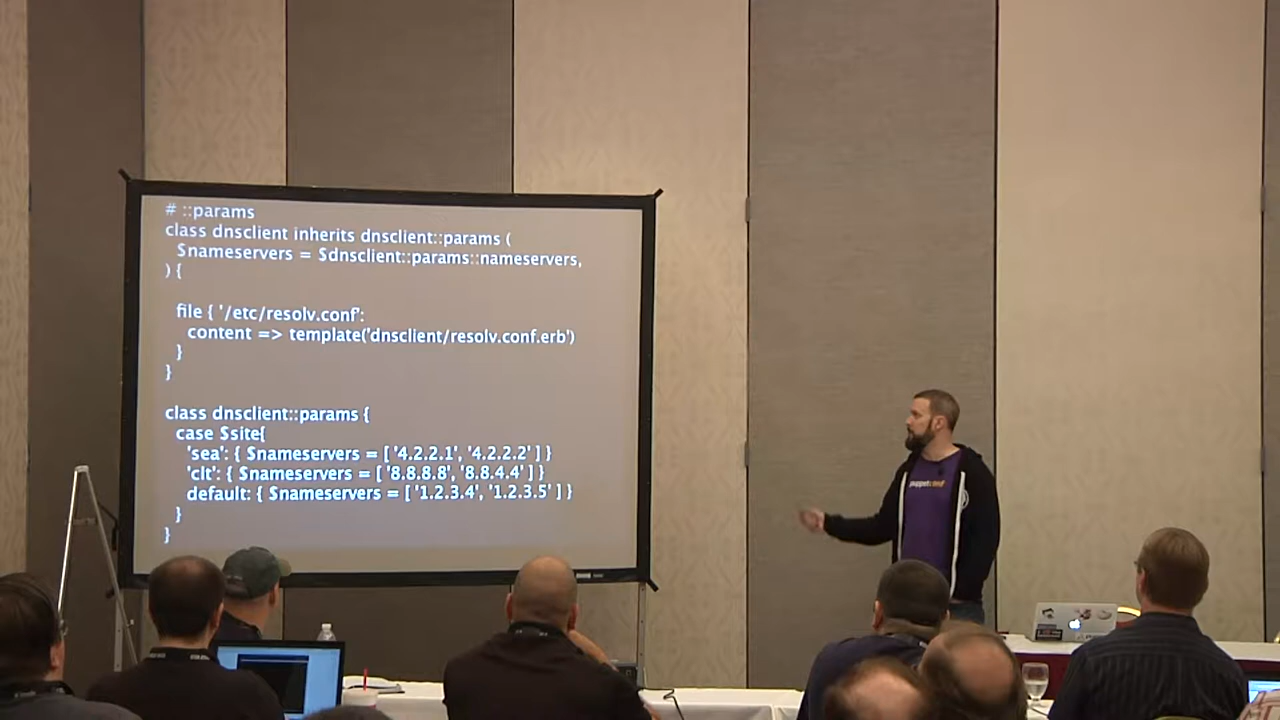 # ::params
class dnsclient inherits dnsclient::params (
$nameservers = $dnsclient::params::nameservers,
) {
file { '/etc/resolv.conf':
content => template('dnsclient/resolv.conf.erb')
}
}
class dnsclient::params {
case $site{
'sea': { $nameservers = [ '4.2.2.1', '4.2.2.2' ] }
'clt': { $nameservers = [ '8.8.8.8', '8.8.4.4' ] }
default: { $nameservers = [ '1.2.3.4', '1.2.3.5' ] }
}
}
puppetconf